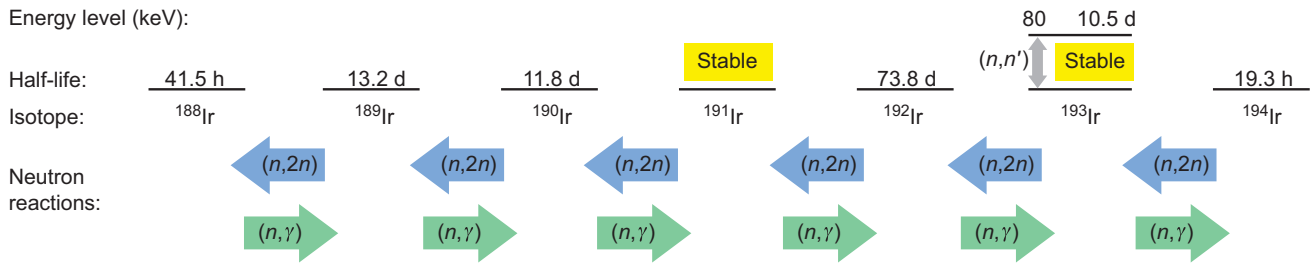 Energy level (keV): 80 10.5 d
(n,n′) Stable Stable
Half-life: 41.5 h 13.2 d 11.8 d 73.8 d 19.3 h
Isotope: ¹⁸⁸Ir ¹⁸⁹Ir ¹⁹⁰Ir ¹⁹¹Ir ¹⁹²Ir ¹⁹³Ir ¹⁹⁴Ir
(n,2n) (n,2n) (n,2n) (n,2n) (n,2n) (n,2n)
Neutron
reactions:
(n,γ) (n,γ) (n,γ) (n,γ) (n,γ) (n,γ)